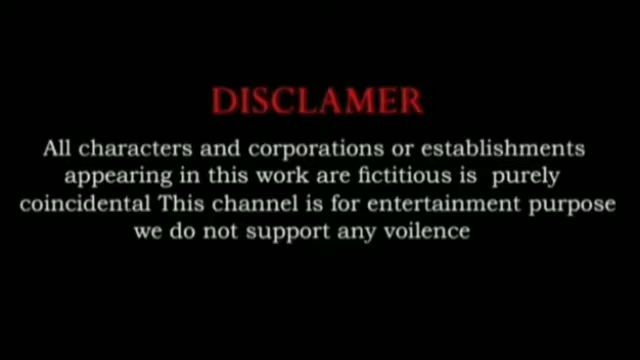 DISCLAMER
All characters and corporations or establishments
appearing in this work are fictitious is purely
coincidental This channel is for entertainment purpose
we do not support any voilence